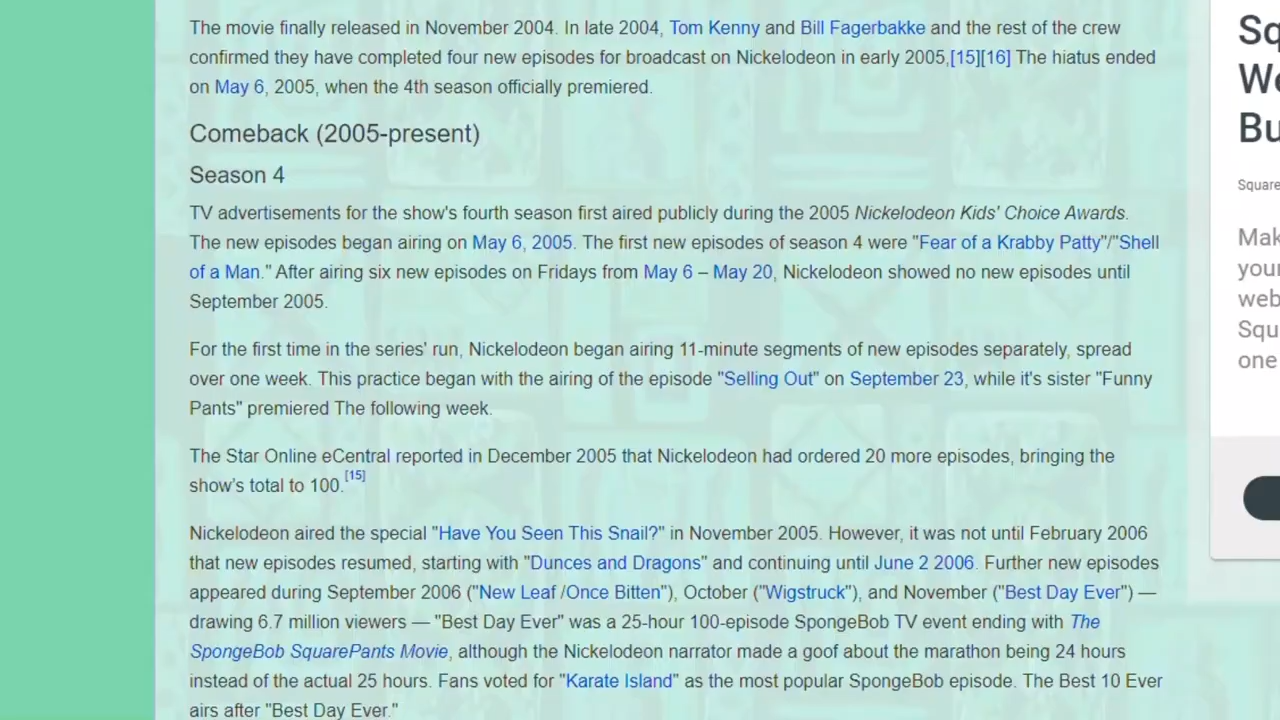 The movie finally released in November 2004. In late 2004, Tom Kenny and Bill Fagerbakke and the rest of the crew
confirmed they have completed four new episodes for broadcast on Nickelodeon in early 2005,[15][16] The hiatus ended
on May 6, 2005, when the 4th season officially premiered.
Comeback (2005-present)
Season 4
TV advertisements for the show's fourth season first aired publicly during the 2005 Nickelodeon Kids' Choice Awards.
The new episodes began airing on May 6, 2005. The first new episodes of season 4 were "Fear of a Krabby Patty"/"Shell
of a Man." After airing six new episodes on Fridays from May 6 – May 20, Nickelodeon showed no new episodes until
September 2005.
For the first time in the series' run, Nickelodeon began airing 11-minute segments of new episodes separately, spread
over one week. This practice began with the airing of the episode "Selling Out" on September 23, while it's sister "Funny
Pants" premiered The following week.
The Star Online eCentral reported in December 2005 that Nickelodeon had ordered 20 more episodes, bringing the
show's total to 100.[15]
Nickelodeon aired the special "Have You Seen This Snail?" in November 2005. However, it was not until February 2006
that new episodes resumed, starting with "Dunces and Dragons" and continuing until June 2 2006. Further new episodes
appeared during September 2006 ("New Leaf /Once Bitten"), October ("Wigstruck"), and November ("Best Day Ever") —
drawing 6.7 million viewers — "Best Day Ever" was a 25-hour 100-episode SpongeBob TV event ending with The
SpongeBob SquarePants Movie, although the Nickelodeon narrator made a goof about the marathon being 24 hours
instead of the actual 25 hours. Fans voted for "Karate Island" as the most popular SpongeBob episode. The Best 10 Ever
airs after "Best Day Ever."
Sq
We
Bu
Square
Mak
your
web
Squ
one